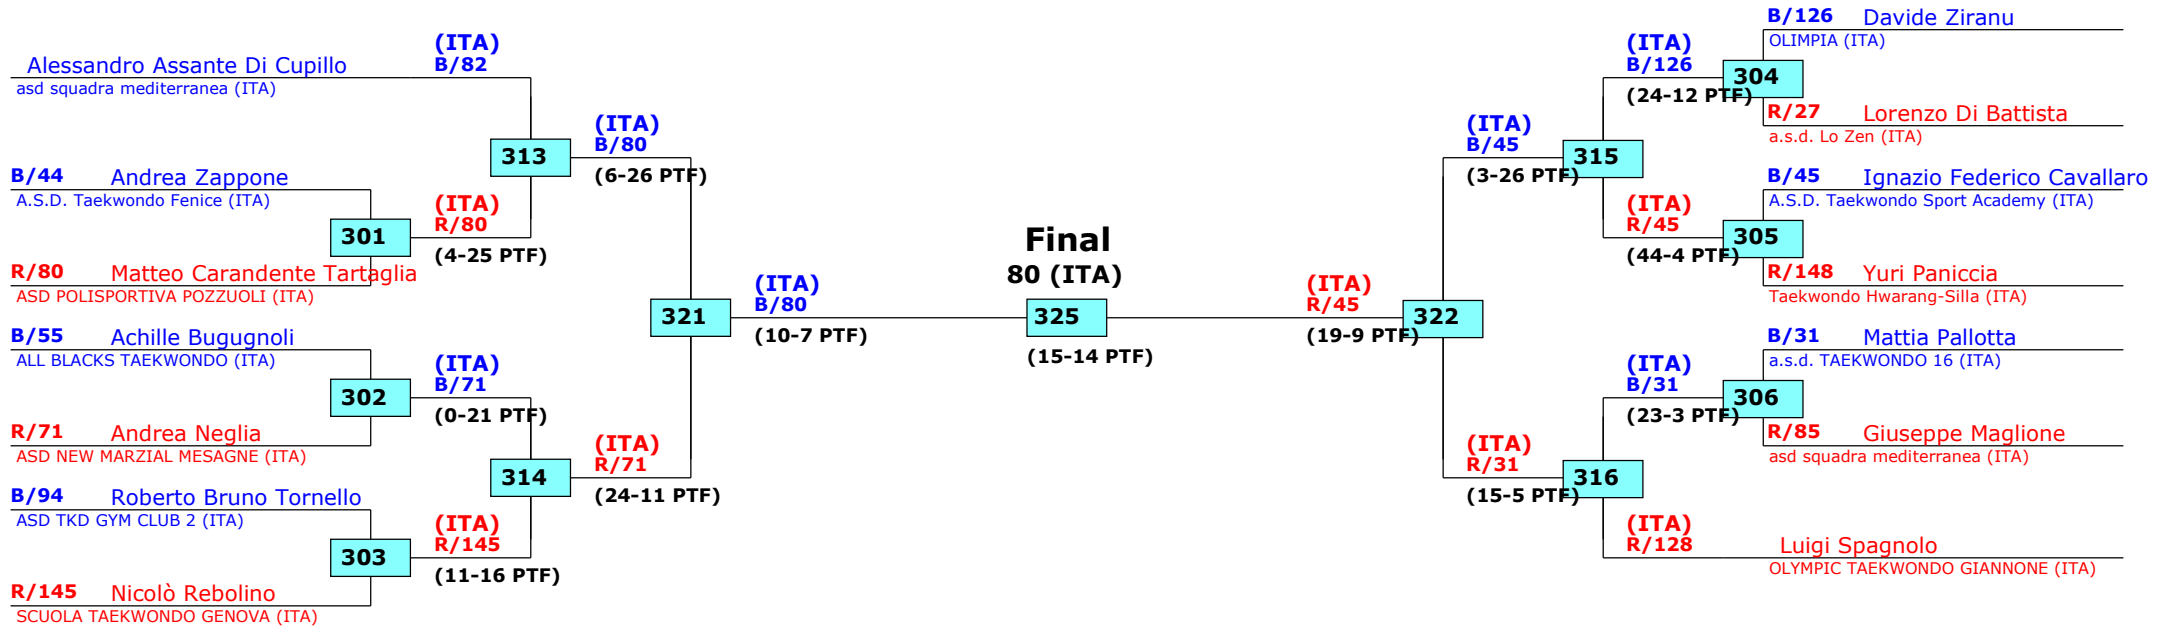 Alessandro Assante Di Cupillo
asd squadra mediterranea (ITA)
(ITA)
B/82
B/44 Andrea Zappone
A.S.D. Taekwondo Fenice (ITA)
301
R/80 Matteo Carandente Tartaglia
ASD POLISPORTIVA POZZUOLI (ITA)
(ITA)
R/80
(4-25 PTF)
313
(ITA)
B/80
(6-26 PTF)
B/55 Achille Bugugnoli
ALL BLACKS TAEKWONDO (ITA)
302
R/71 Andrea Neglia
ASD NEW MARZIAL MESAGNE (ITA)
(ITA)
B/71
(0-21 PTF)
B/94 Roberto Bruno Tornello
ASD TKD GYM CLUB 2 (ITA)
303
R/145 Nicolò Rebolino
SCUOLA TAEKWONDO GENOVA (ITA)
(ITA)
R/145
(11-16 PTF)
314
(ITA)
R/71
(24-11 PTF)
321
(ITA)
B/80
(10-7 PTF)
Final
80 (ITA)
325
(15-14 PTF)
(ITA)
R/45
(19-9 PTF)
322
(ITA)
B/45
(3-26 PTF)
315
(ITA)
B/126
(24-12 PTF)
304
B/126 Davide Ziranu
OLIMPIA (ITA)
R/27 Lorenzo Di Battista
a.s.d. Lo Zen (ITA)
(ITA)
R/45
(44-4 PTF)
305
B/45 Ignazio Federico Cavallaro
A.S.D. Taekwondo Sport Academy (ITA)
R/148 Yuri Paniccia
Taekwondo Hwarang-Silla (ITA)
(ITA)
R/31
(15-5 PTF)
316
(ITA)
B/31
(23-3 PTF)
306
B/31 Mattia Pallotta
a.s.d. TAEKWONDO 16 (ITA)
R/85 Giuseppe Maglione
asd squadra mediterranea (ITA)
(ITA)
R/128
Luigi Spagnolo
OLYMPIC TAEKWONDO GIANNONE (ITA)